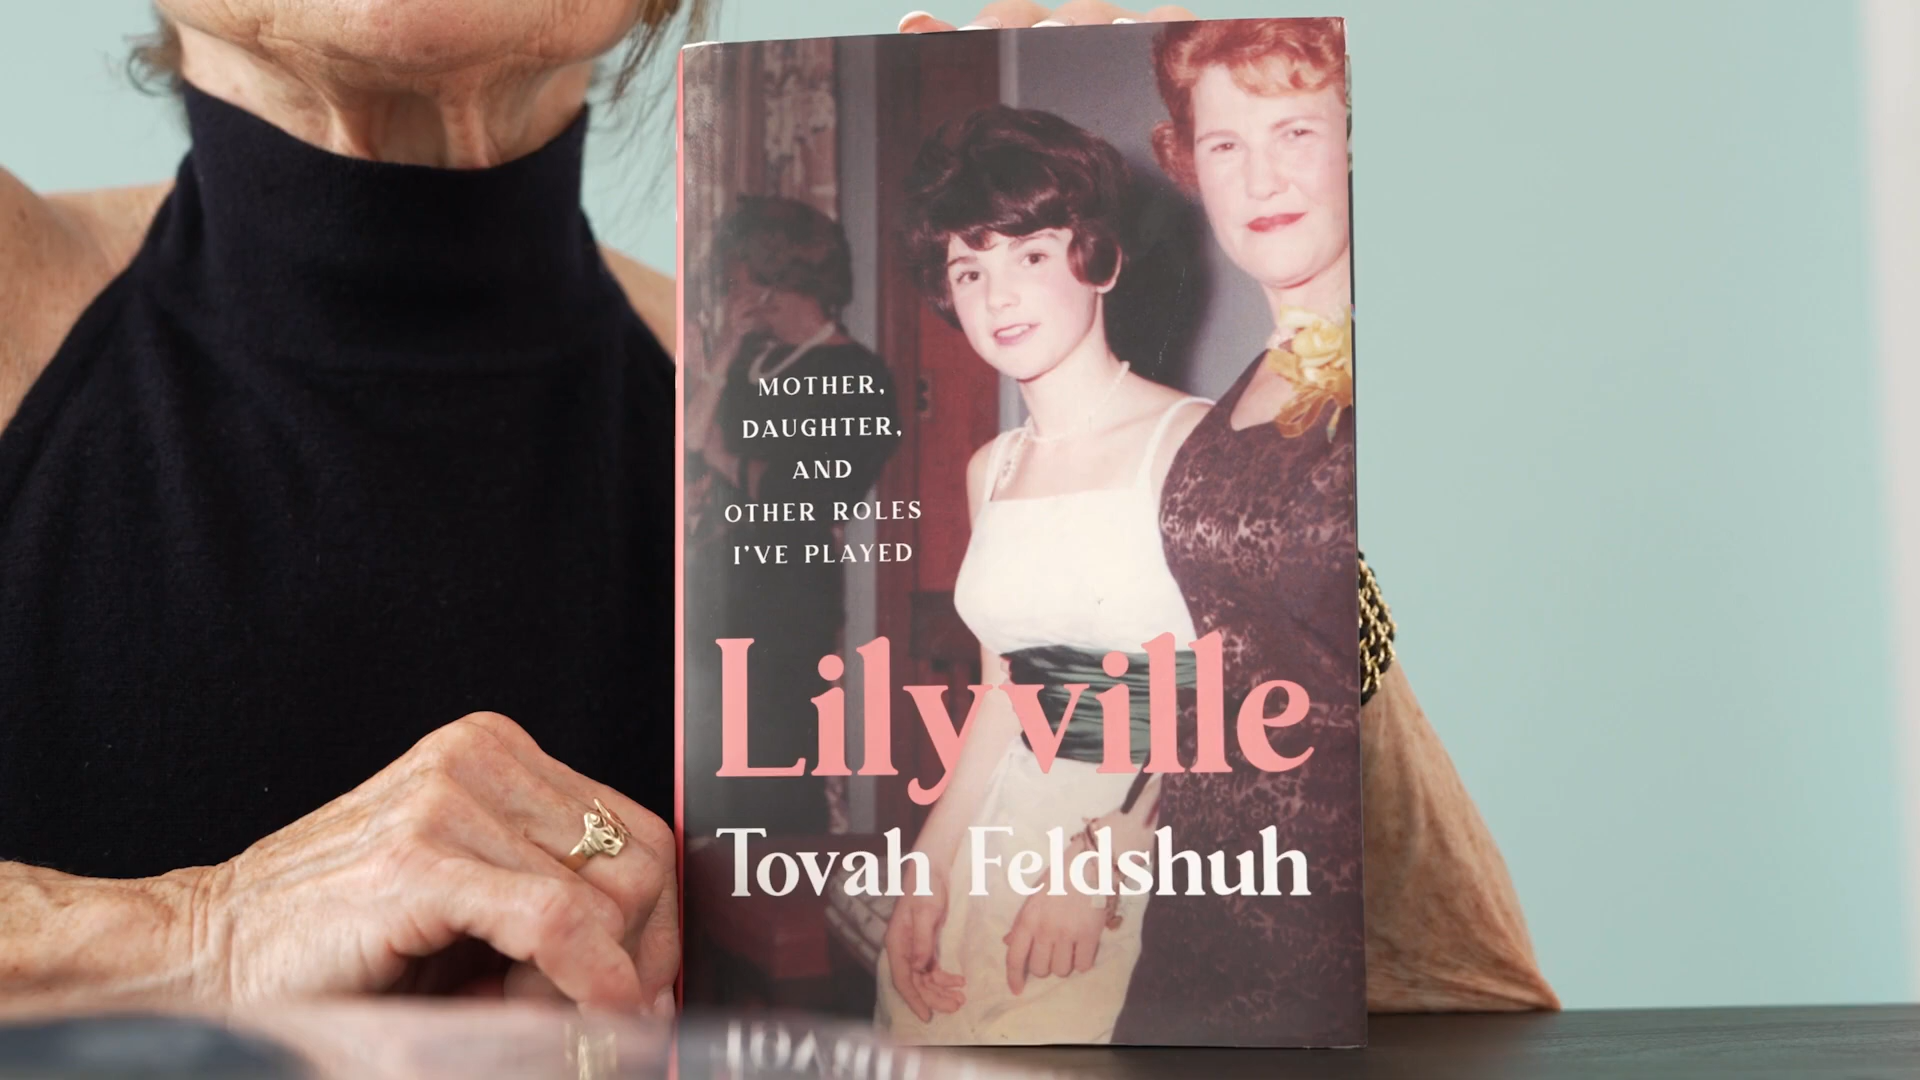 MOTHER,
DAUGHTER,
AND
OTHER ROLES
I'VE PLAYED
Lilyville
Tovah Feldshuh